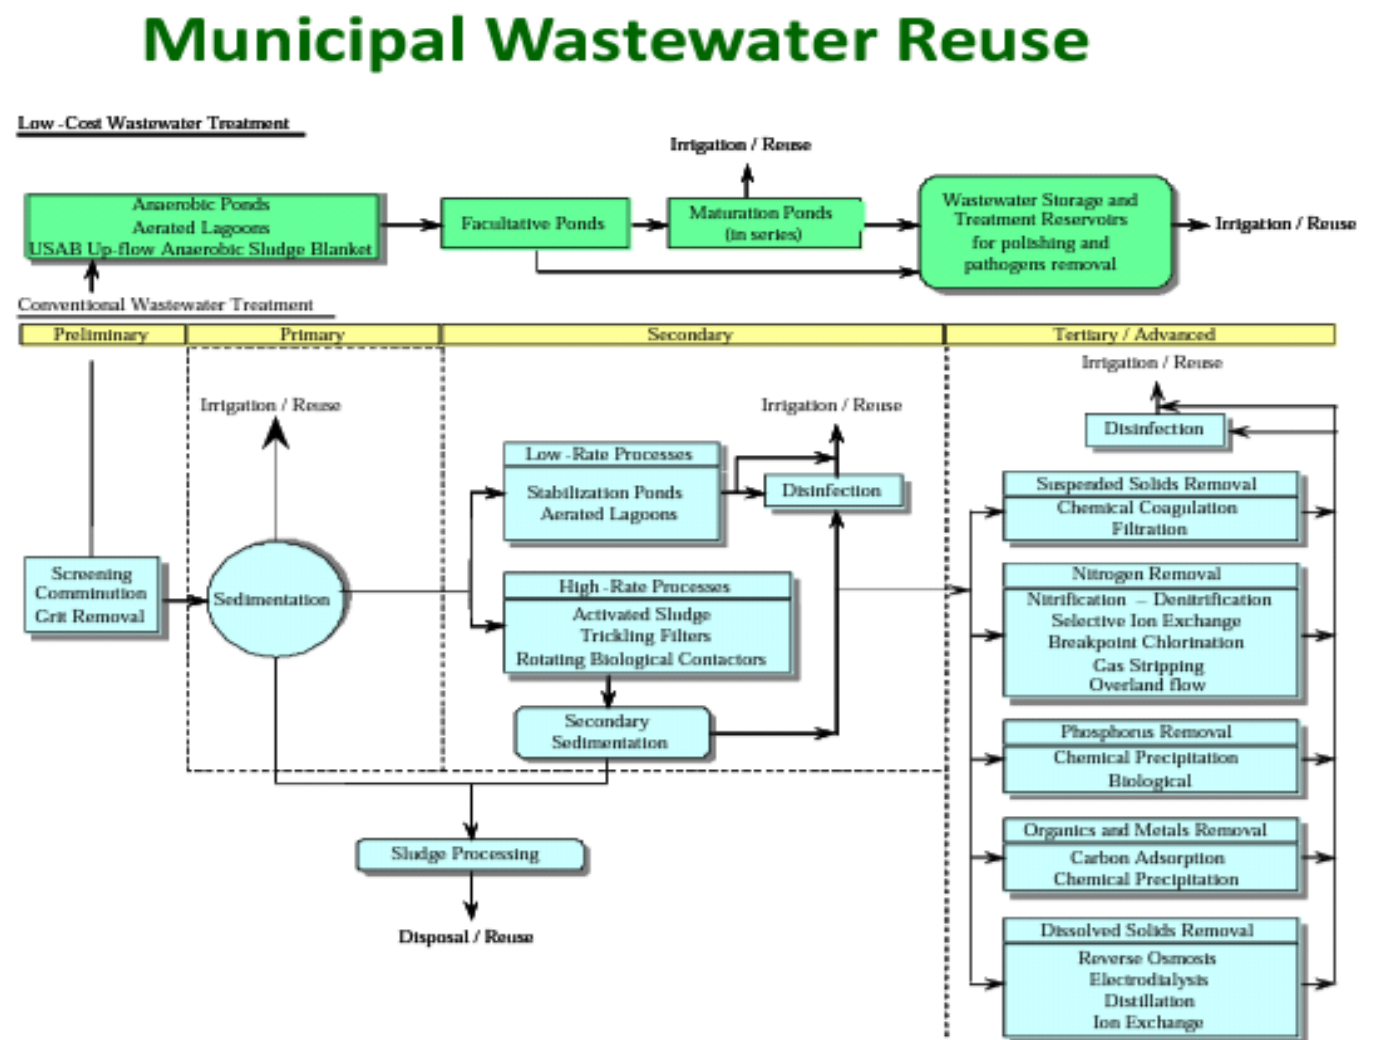 Municipal Wastewater Reuse
Low -Cost Wastewater Treatment
Irrigation / Reuse
Anaerobic Ponds
Aerated Lagoons
USAB Up-flow Anaerobic Sludge Blanket
Facultative Ponds
Maturation Ponds
(in series)
Wastewater Storage and
Treatment Reservoirs
for polishing and
pathogens removal
Irrigation / Reuse
Conventional Wastewater Treatment
Preliminary
Primary
Secondary
Tertiary / Advanced
Screening
Comminution
Grit Removal
Irrigation / Reuse
Sedimentation
Low -Rate Processes
Stabilization Ponds
Aerated Lagoons
Irrigation / Reuse
Disinfection
High -Rate Processes
Activated Sludge
Trickling Filters
Rotating Biological Contactors
Secondary
Sedimentation
Sludge Processing
Disposal / Reuse
Irrigation / Reuse
Disinfection
Suspended Solids Removal
Chemical Coagulation
Filtration
Nitrogen Removal
Nitrification – Denitrification
Selective Ion Exchange
Breakpoint Chlorination
Gas Stripping
Overland flow
Phosphorus Removal
Chemical Precipitation
Biological
Organics and Metals Removal
Carbon Adsorption
Chemical Precipitation
Dissolved Solids Removal
Reverse Osmosis
Electrodialysis
Distillation
Ion Exchange